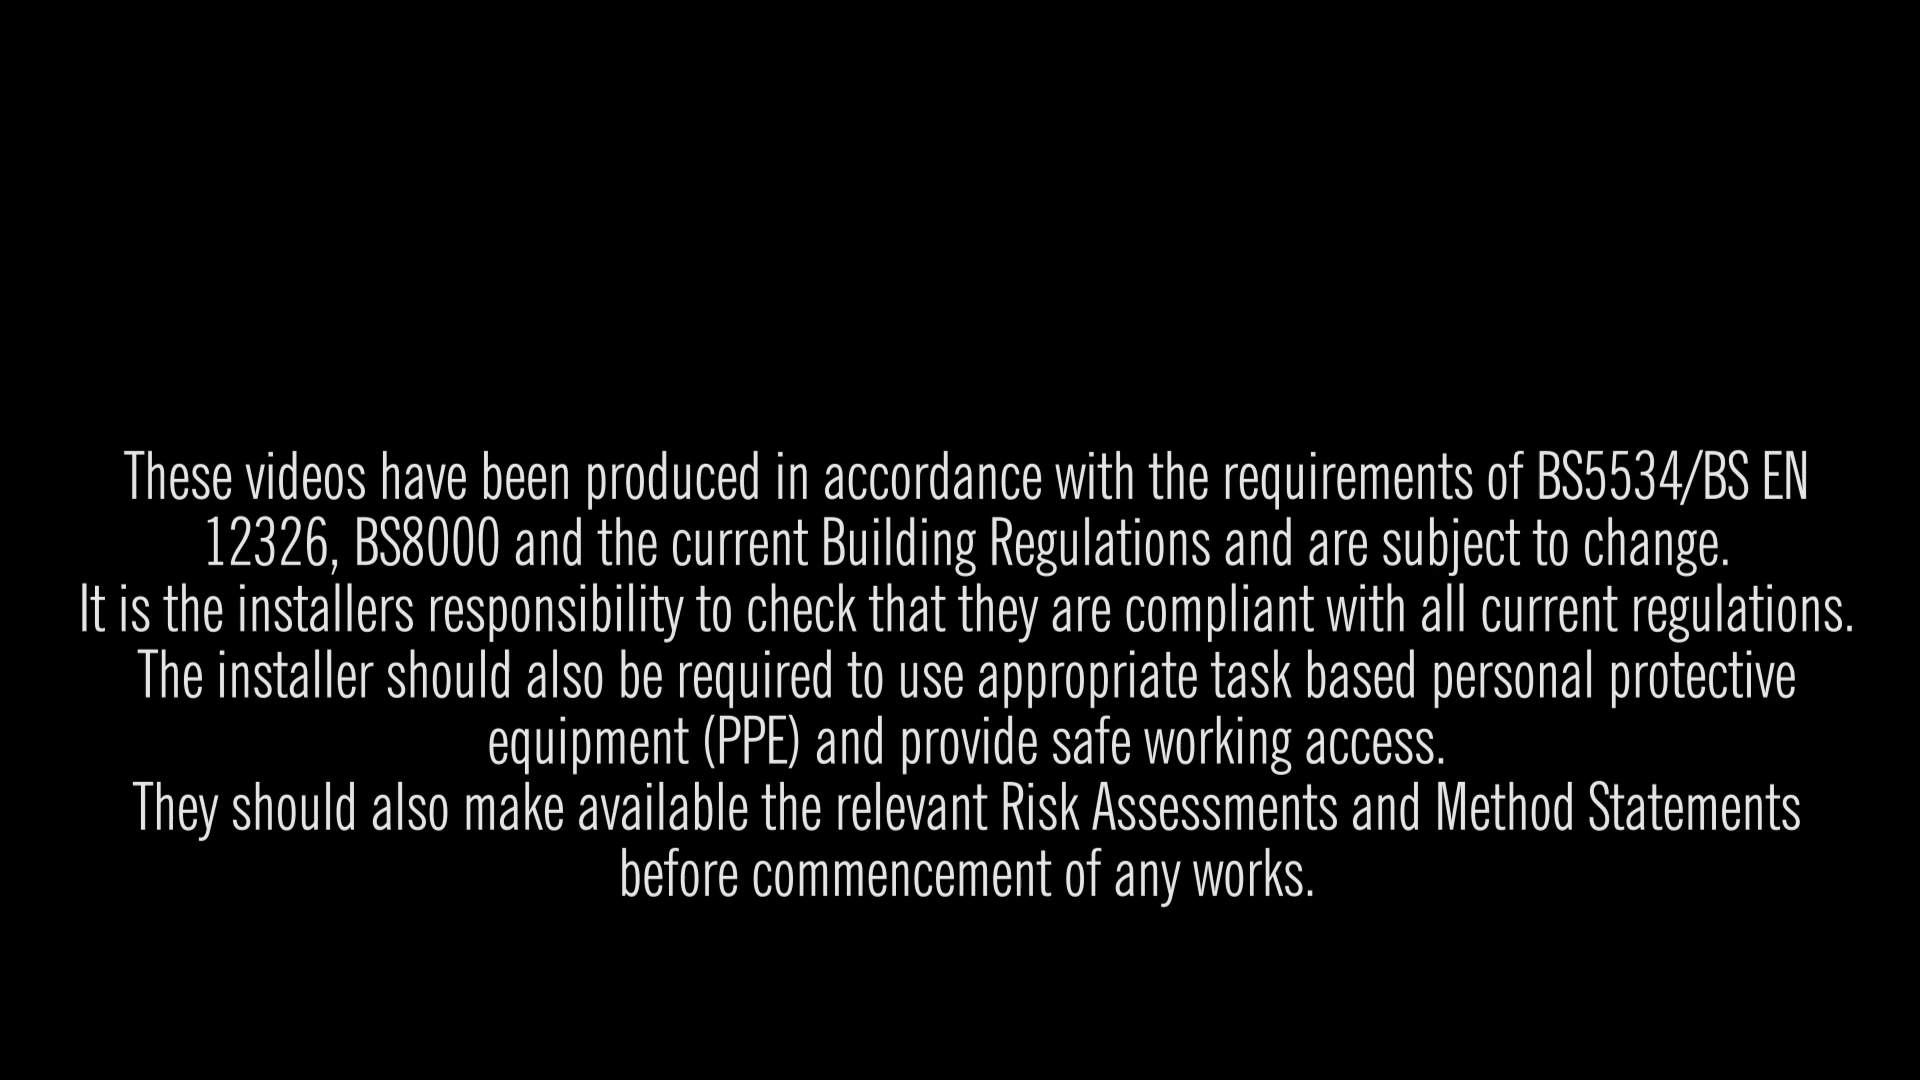 These videos have been produced in accordance with the requirements of BS5534/BS EN
12326, BS8000 and the current Building Regulations and are subject to change.
It is the installers responsibility to check that they are compliant with all current regulations.
The installer should also be required to use appropriate task based personal protective
equipment (PPE) and provide safe working access.
They should also make available the relevant Risk Assessments and Method Statements
before commencement of any works.